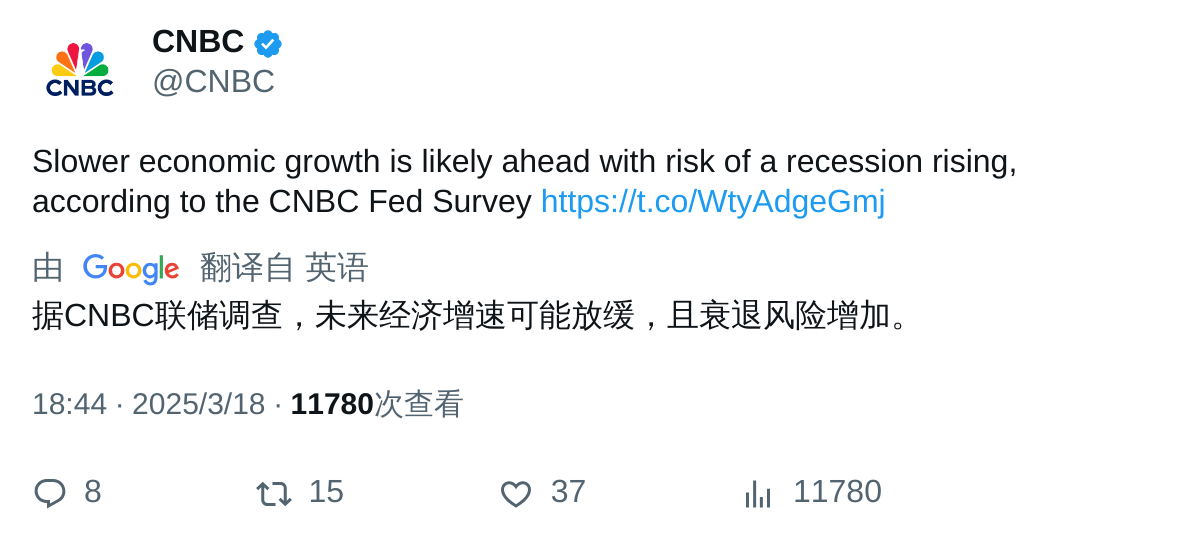 CNBC
@CNBC
CNBC
Slower economic growth is likely ahead with risk of a recession rising,
according to the CNBC Fed Survey https://t.co/WtyAdgeGmj
由 Google 翻译自 英语
据CNBC联储调查，未来经济增速可能放缓，且衰退风险增加。
18:44 · 2025/3/18 · 11780次查看
8 15 37 11780